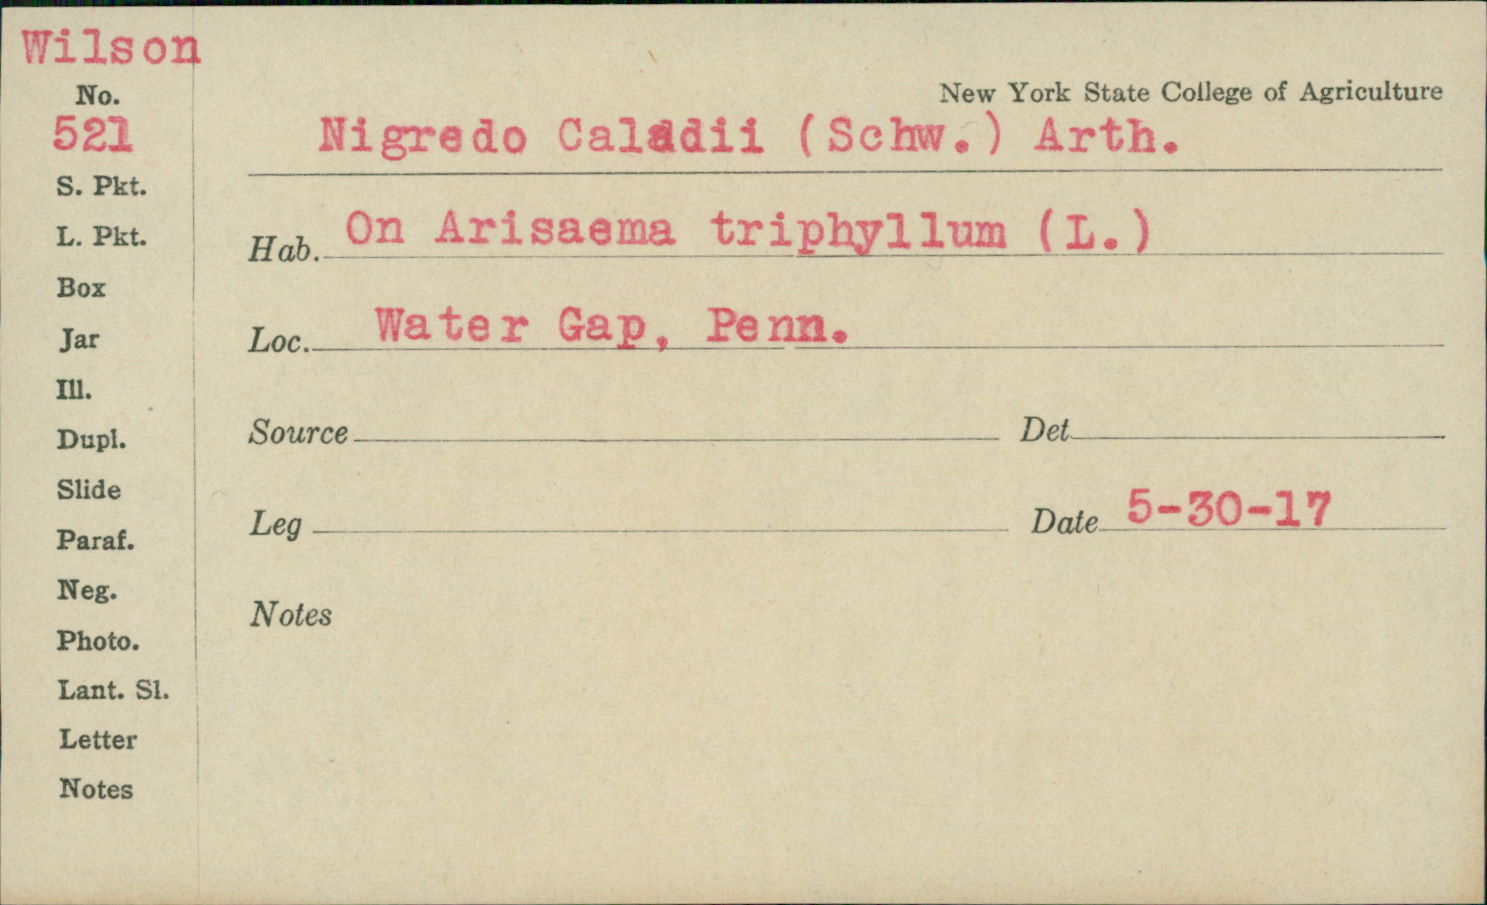 Wilson
No.
521
S. Pkt.
L. Pkt.
Box
Jar
Ill.
Dupl.
Slide
Paraf.
Neg.
Photo.
Lant. Sl.
Letter
Notes
New York State College of Agriculture
Nigredo Caladii (Schw.) Arth.
Hab. On Arisaema triphyllum (L.)
Loc. Water Gap, Penn.
Source Det
Leg Date 5-30-17
Notes